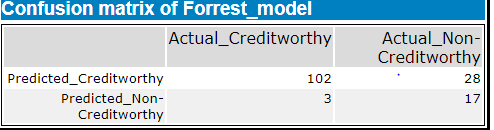 Confusion matrix of Forrest_model
Actual_Creditworthy Actual_Non-
Creditworthy
Predicted_Creditworthy 102 28
Predicted_Non- 3 17
Creditworthy